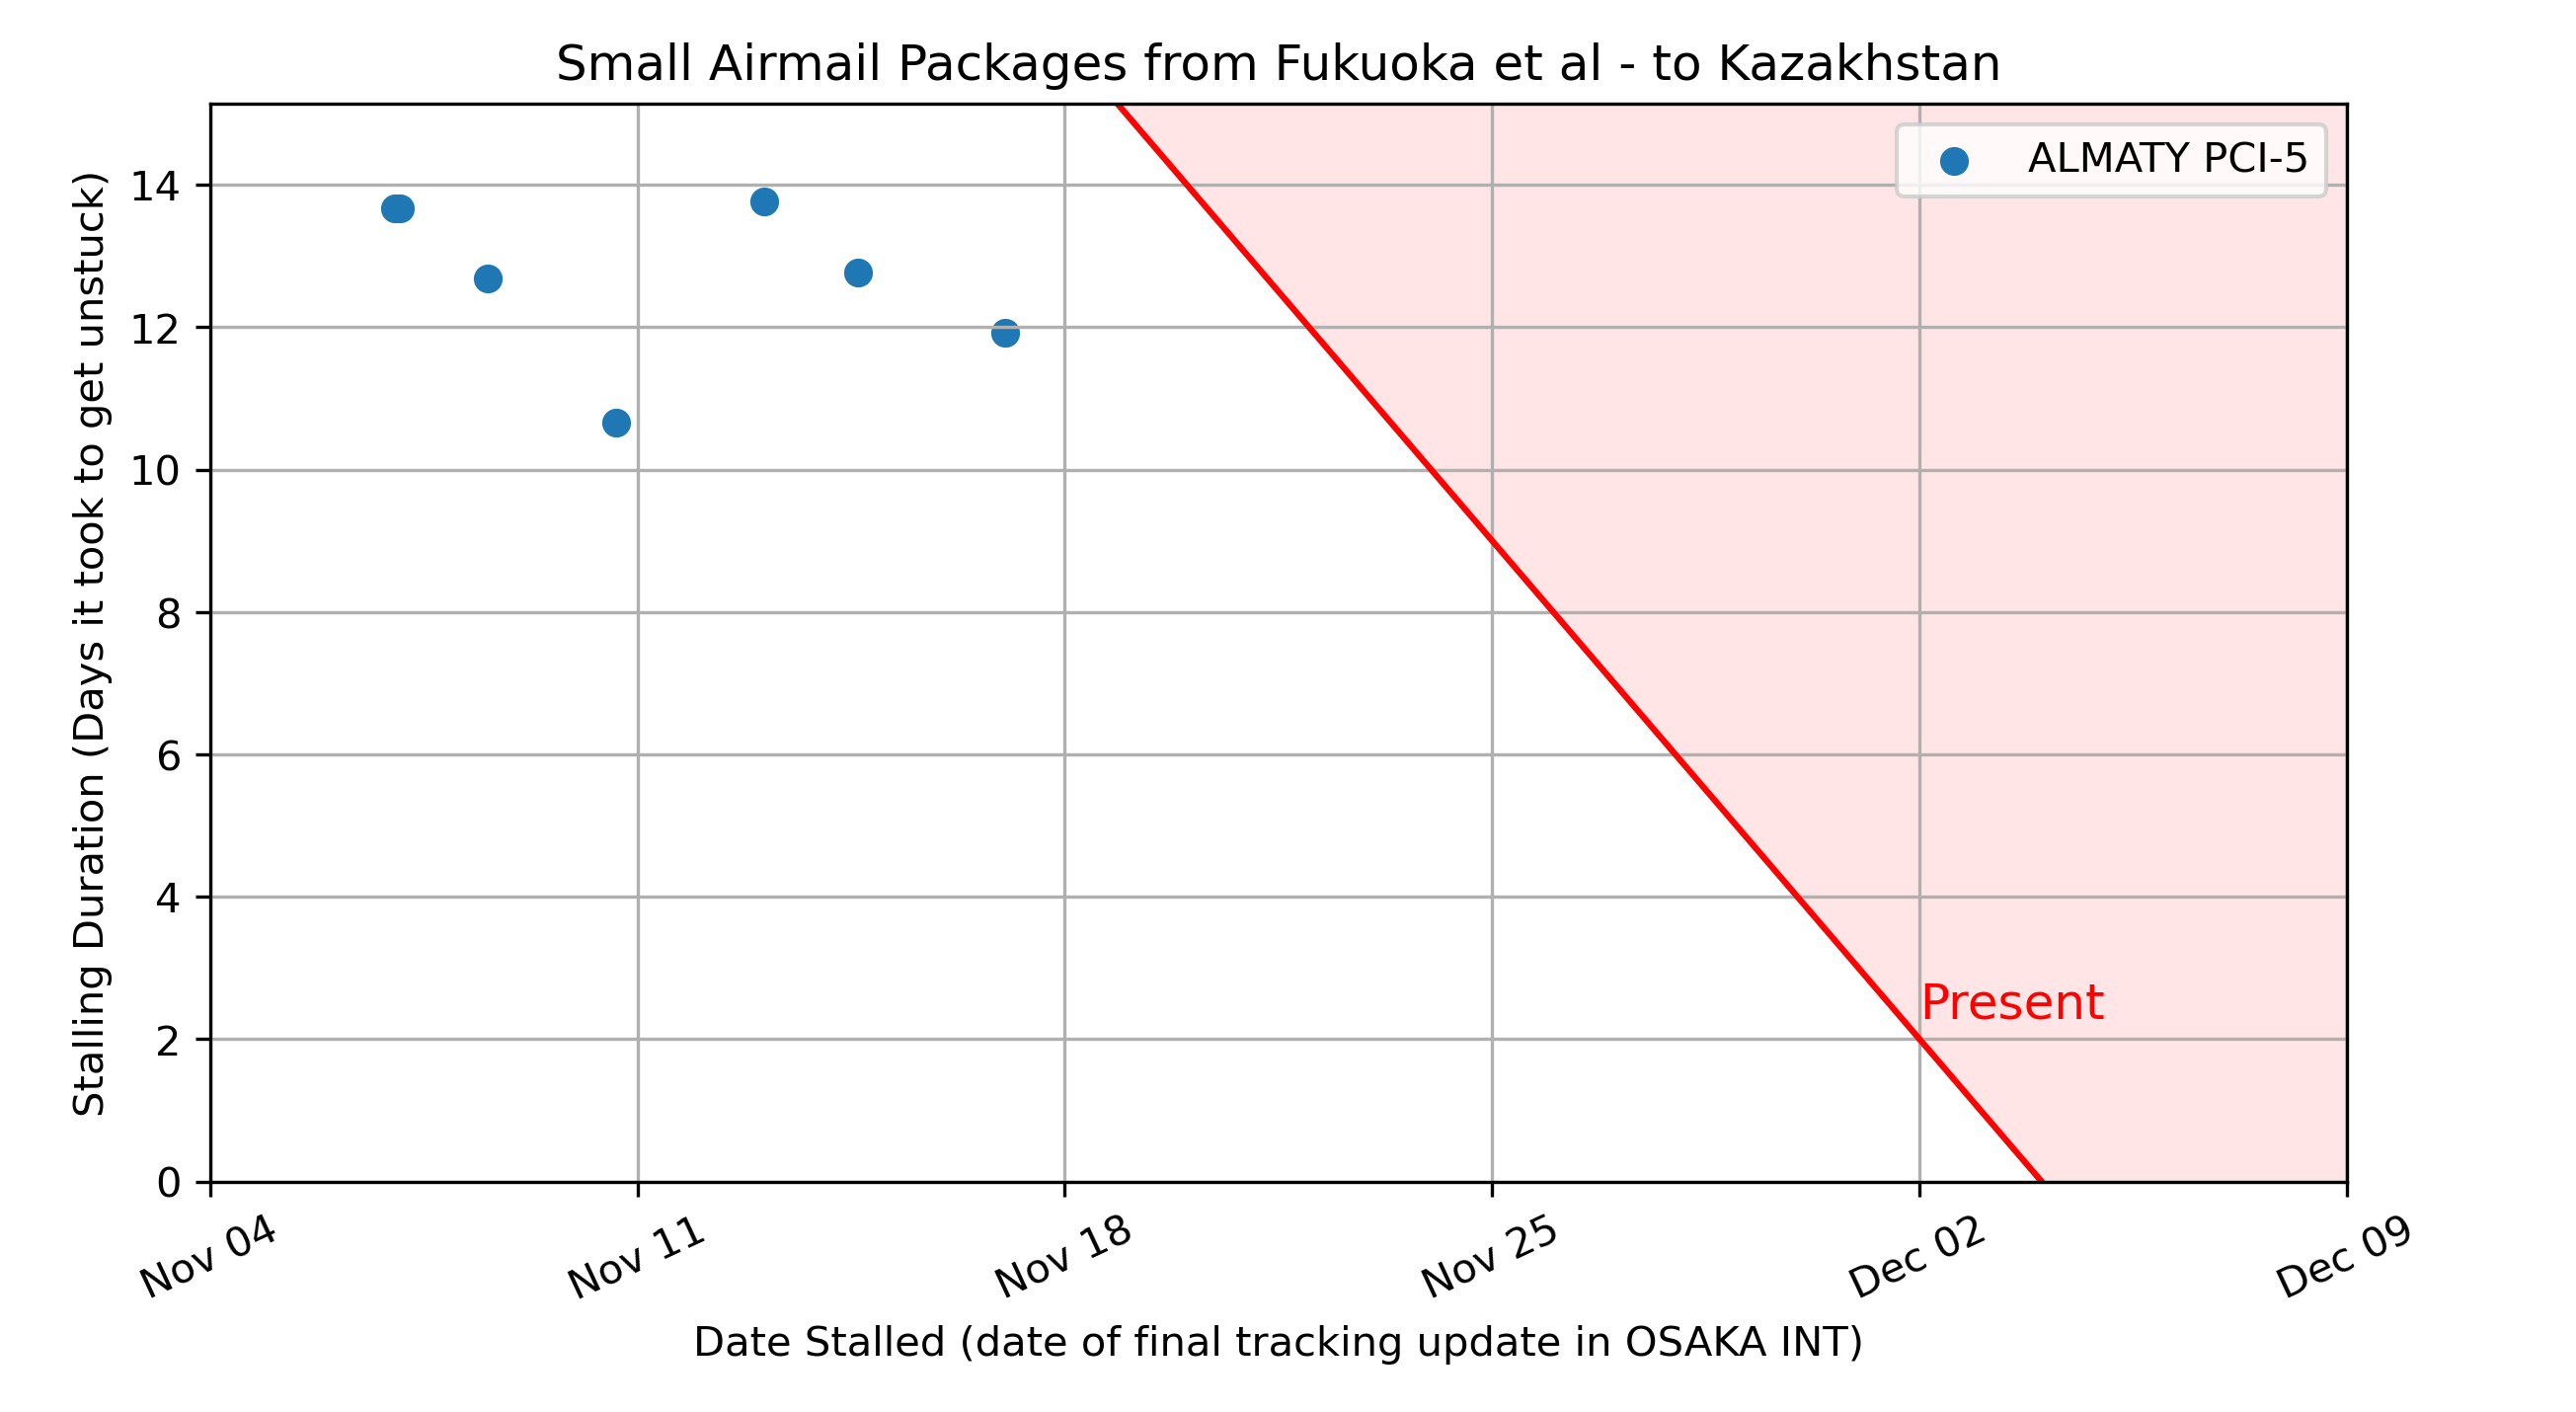 Small Airmail Packages from Fukuoka et al - to Kazakhstan
ALMATY PCI-5
Stalling Duration (Days it took to get unstuck)
14
12
10
8
6
4
2
0
Present
Nov 04
Nov 11
Nov 18
Nov 25
Dec 02
Dec 09
Date Stalled (date of final tracking update in OSAKA INT)